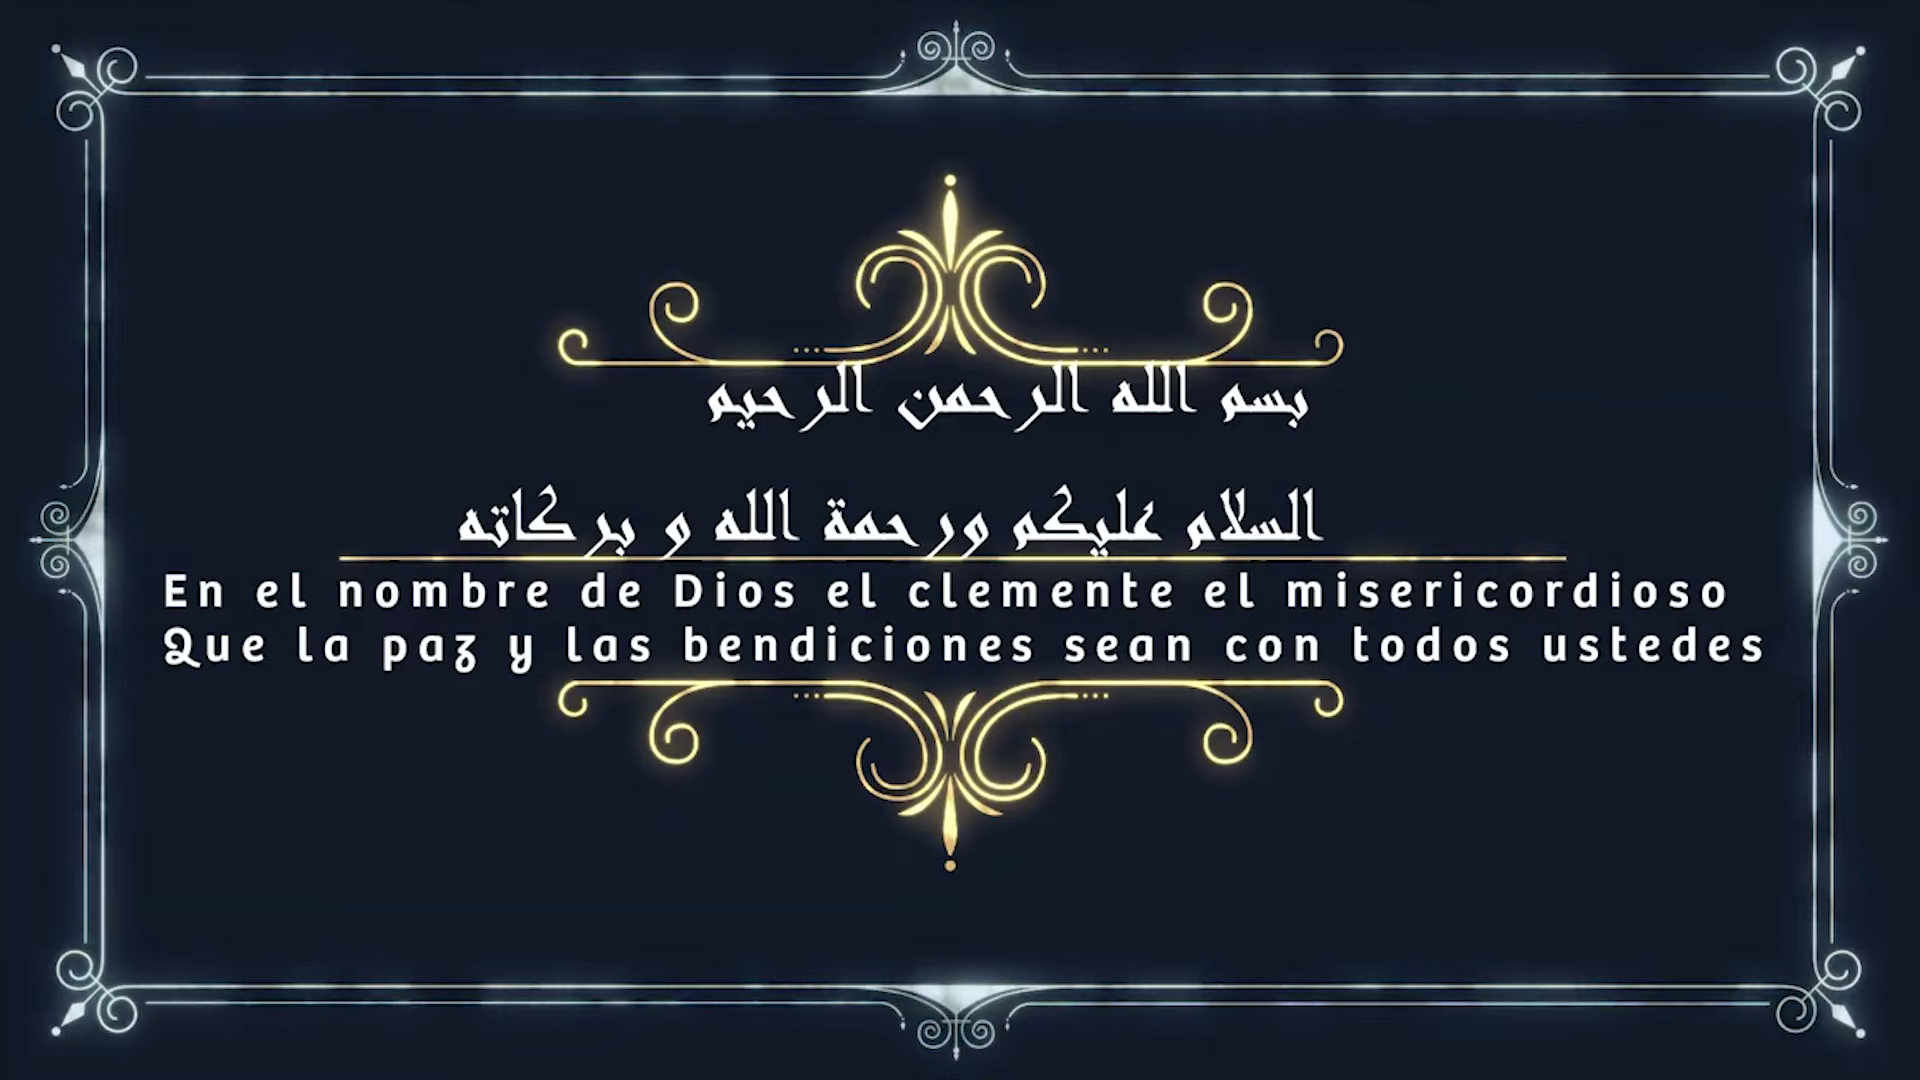 بسم الله الرحمن الرحيم
السلام عليكم ورحمة الله و بركاته
En el nombre de Dios el clemente el misericordioso
Que la paz y las bendiciones sean con todos ustedes